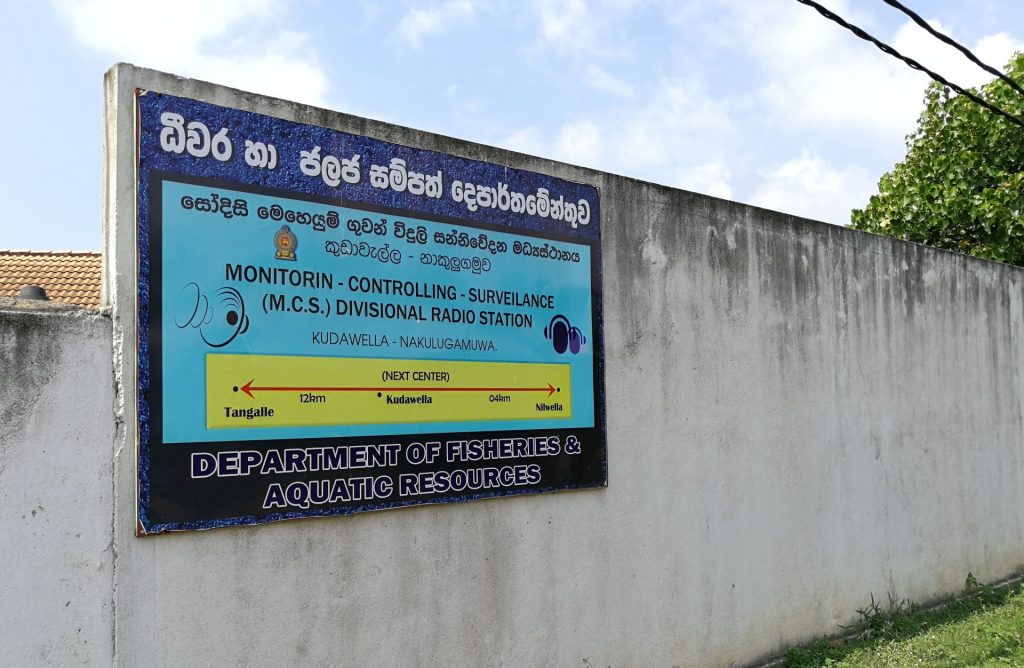 ධීවර හා ජලජ සම්පත් දෙපාර්තමේන්තුව
සෝදිසි මෙහෙයුම් ගුවන් විදුලි සන්නිවේදන මධ්‍යස්ථානය
කුඩාවැල්ල - නාකුලුගමුව
MONITORIN - CONTROLLING - SURVEILANCE
(M.C.S.) DIVISIONAL RADIO STATION
KUDAWELLA - NAKULUGAMUWA.
(NEXT CENTER)
12km 04km
Tangalle Kudawella Nilwella
DEPARTMENT OF FISHERIES &
AQUATIC RESOURCES